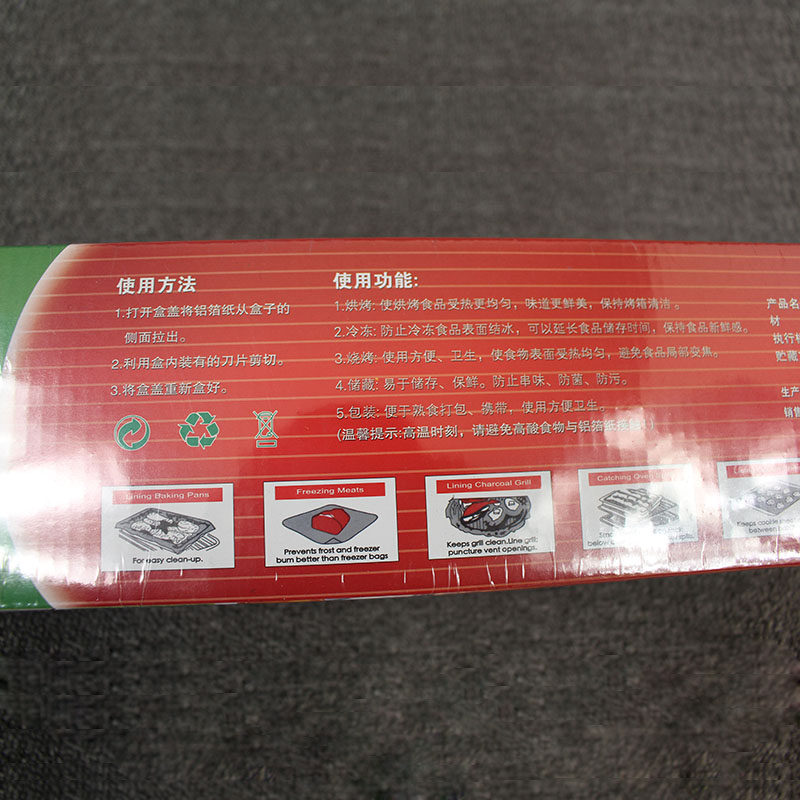 使用方法
1.打开盒盖将铝箔纸从盒子的
侧面拉出。
2.利用盒内装有的刀片剪切。
3.将盒盖重新盒好。
使用功能:
1.烘烤: 使烘烤食品受热更均匀，味道更鲜美，保持烤箱清洁。
2.冷冻: 防止冷冻食品表面结冰，可以延长食品储存时间，保持食品新鲜感。
3.烧烤: 使用方便、卫生，使食物表面受热均匀，避免食品局部变焦。
4.储藏: 易于储存、保鲜。防止串味、防菌、防污。
5.包装: 便于熟食打包、携带，使用方便卫生。
(温馨提示:高温时刻，请避免高酸食物与铝箔纸接触!)
产品名
材
执行标
贮藏
生产
销售
Lining Baking Pans
For easy clean-up.
Freezing Meats
Prevents frost and freezer
burn better than freezer bags
Lining Charcoal Grill
Keeps grill clean.Line grill;
puncture vent openings.
Catching Oven
below spills.
Keeps cookie
between